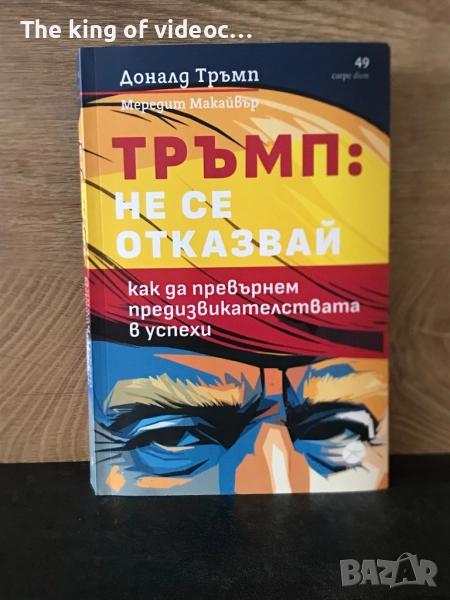 The king of videoc...
Доналд Тръмп
Мередит Макайвър
49
carpe diem
ТРЪМП:
НЕ СЕ
ОТКАЗВАЙ
как да превърнем
предизвикателствата
в успехи
BAZAR